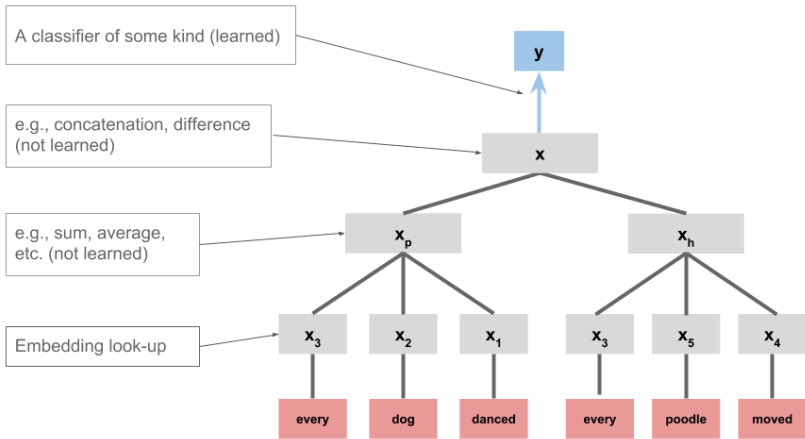 A classifier of some kind (learned)
y
e.g., concatenation, difference
(not learned)
x
e.g., sum, average,
etc. (not learned)
xp
xh
Embedding look-up
x3
x2
x1
x3
x5
x4
every
dog
danced
every
poodle
moved